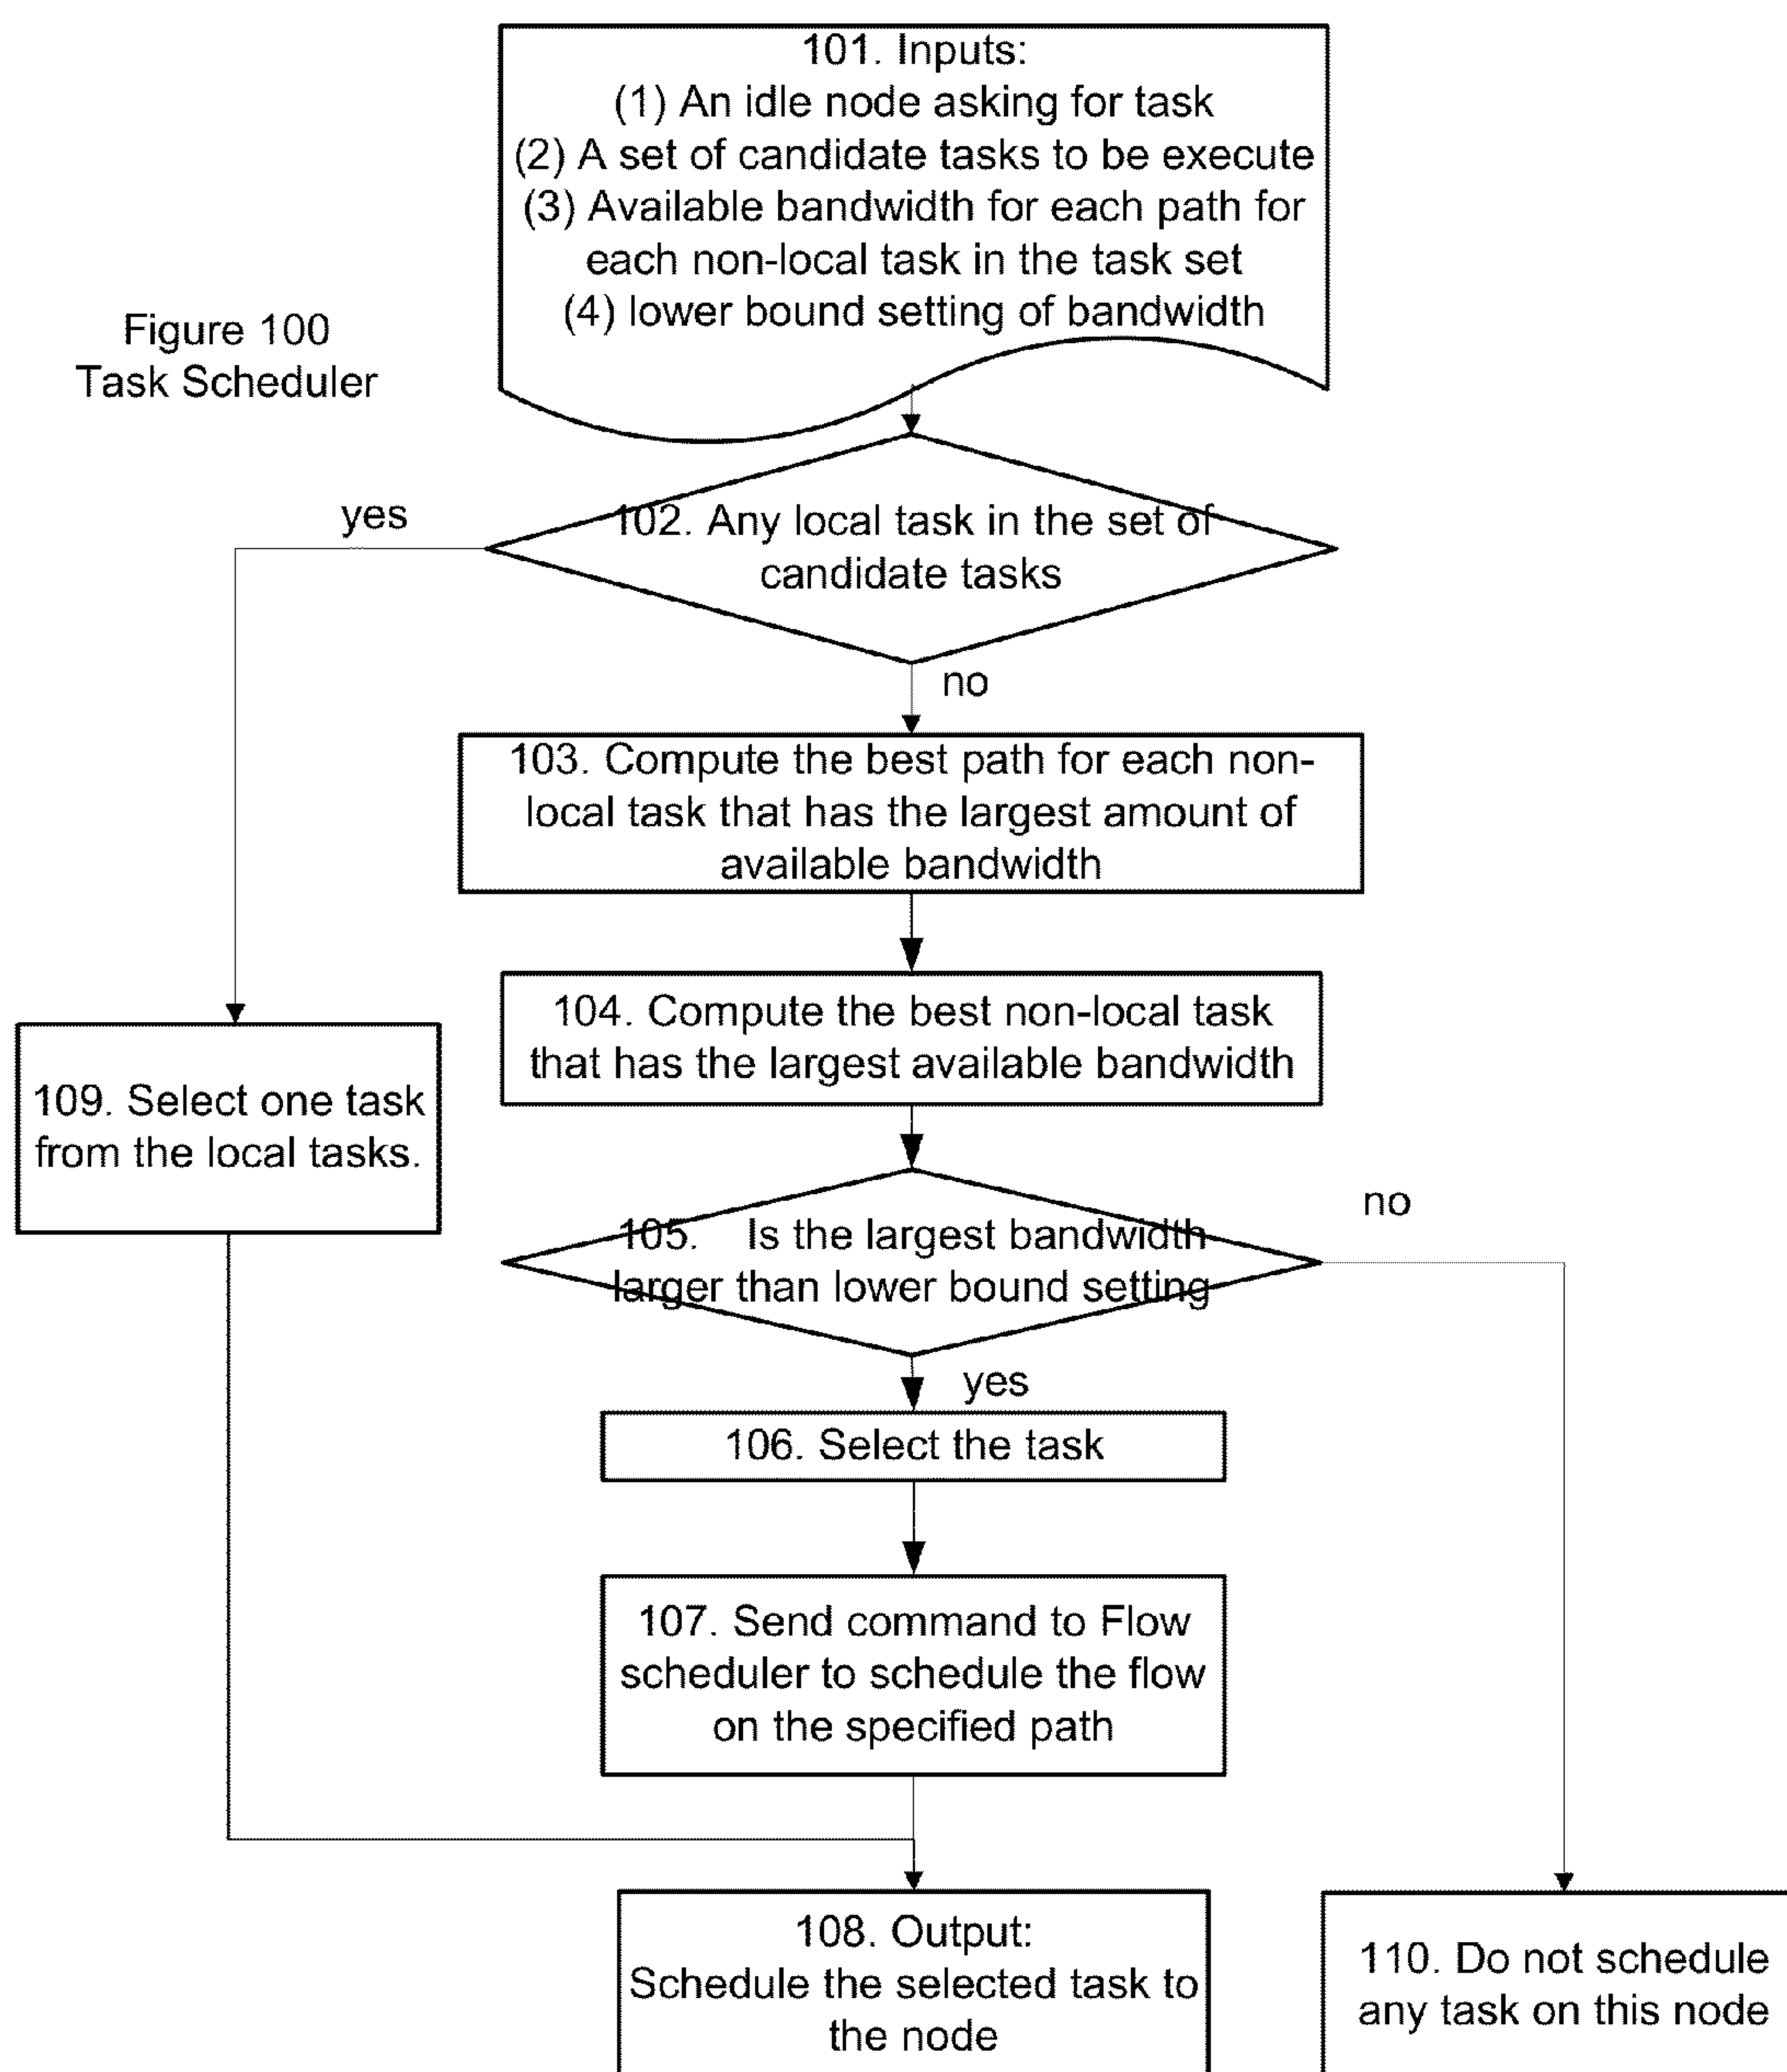 101. Inputs:
(1) An idle node asking for task
(2) A set of candidate tasks to be execute
(3) Available bandwidth for each path for
each non-local task in the task set
(4) lower bound setting of bandwidth
Figure 100
Task Scheduler
102. Any local task in the set of
candidate tasks
yes
no
103. Compute the best path for each non-
local task that has the largest amount of
available bandwidth
104. Compute the best non-local task
that has the largest available bandwidth
109. Select one task
from the local tasks.
105. Is the largest bandwidth
larger than lower bound setting
no
yes
106. Select the task
107. Send command to Flow
scheduler to schedule the flow
on the specified path
108. Output:
Schedule the selected task to
the node
110. Do not schedule
any task on this node